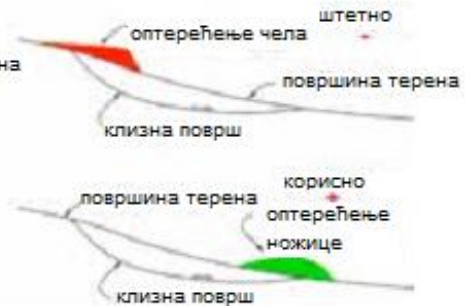 штетно
оптерећење чела
на
површина терена
клизна површ
корисно
површина терена
оптерећење
ножице
клизна површ